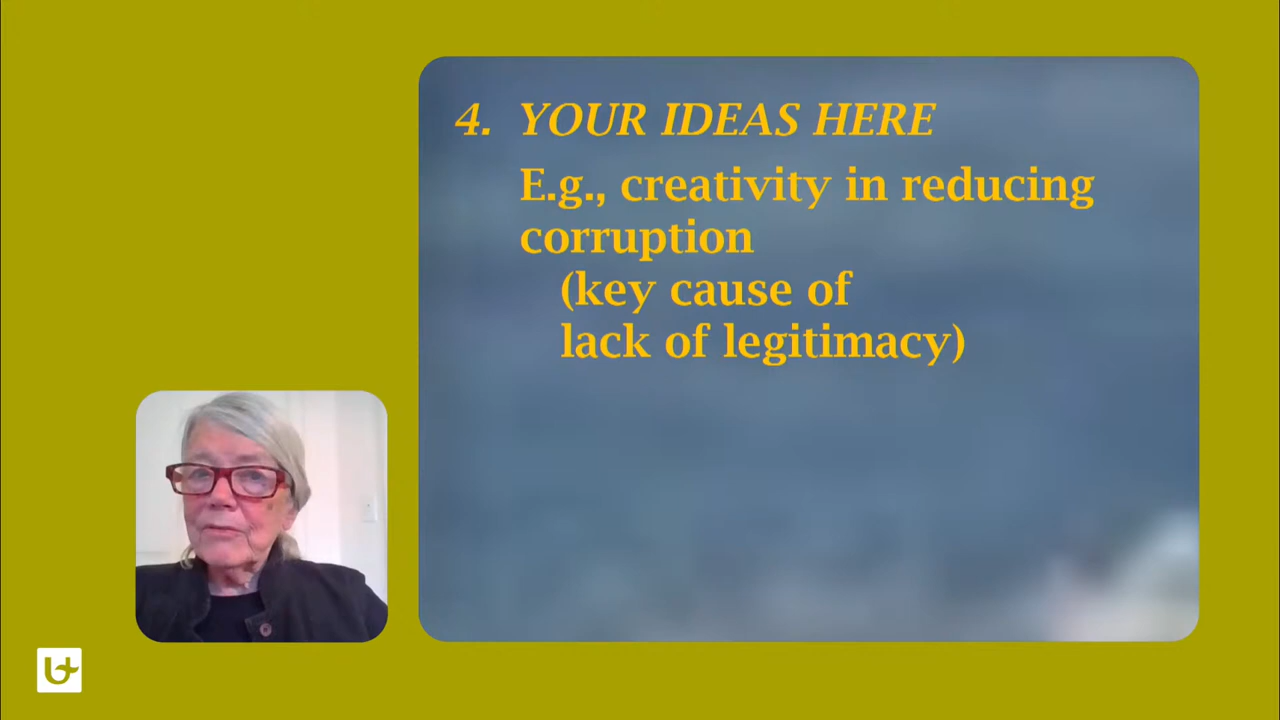 4. YOUR IDEAS HERE
E.g., creativity in reducing
corruption
(key cause of
lack of legitimacy)